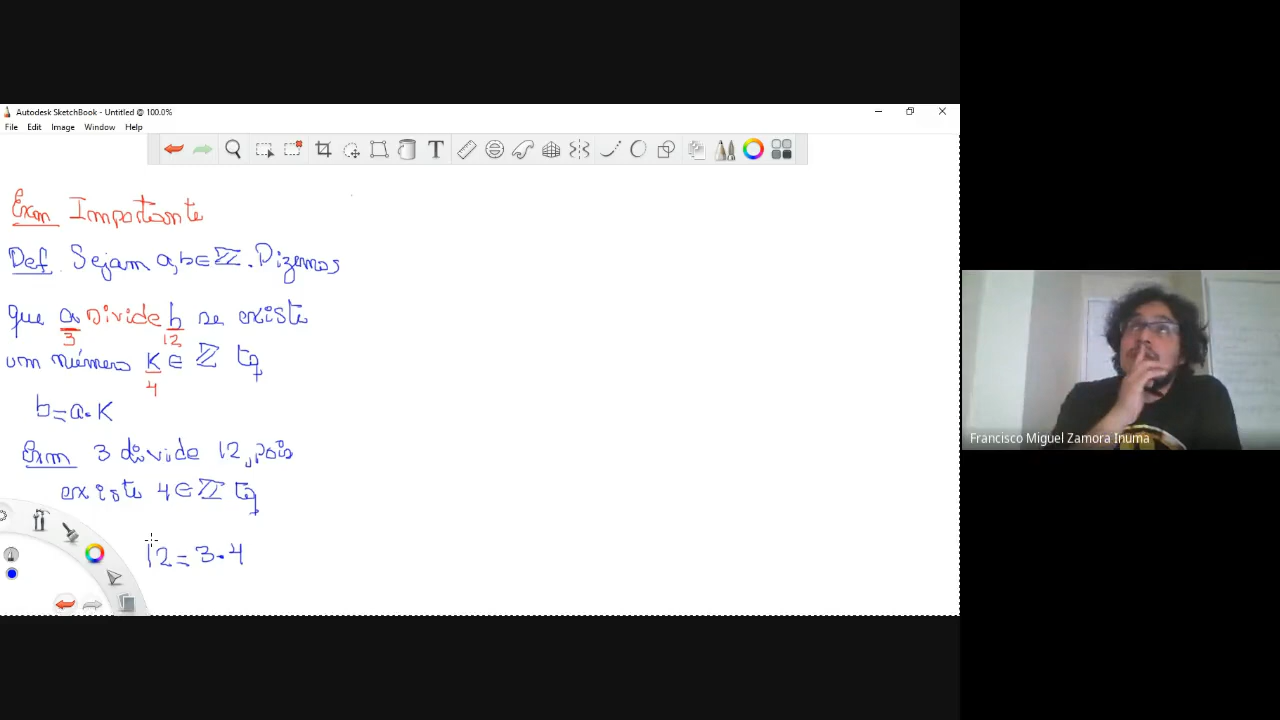 Autodesk SketchBook - Untitled @ 100.0%
File Edit Image Window Help
T
Exm Importante
Def. Sejam a, b ∈ ℤ. Dizemos
que a divide b se existe
3 12
um número K ∈ ℤ tq
4
b = a · K
Exm 3 divide 12, pois
existe 4 ∈ ℤ tq
12 = 3 · 4
Francisco Miguel Zamora Inuma